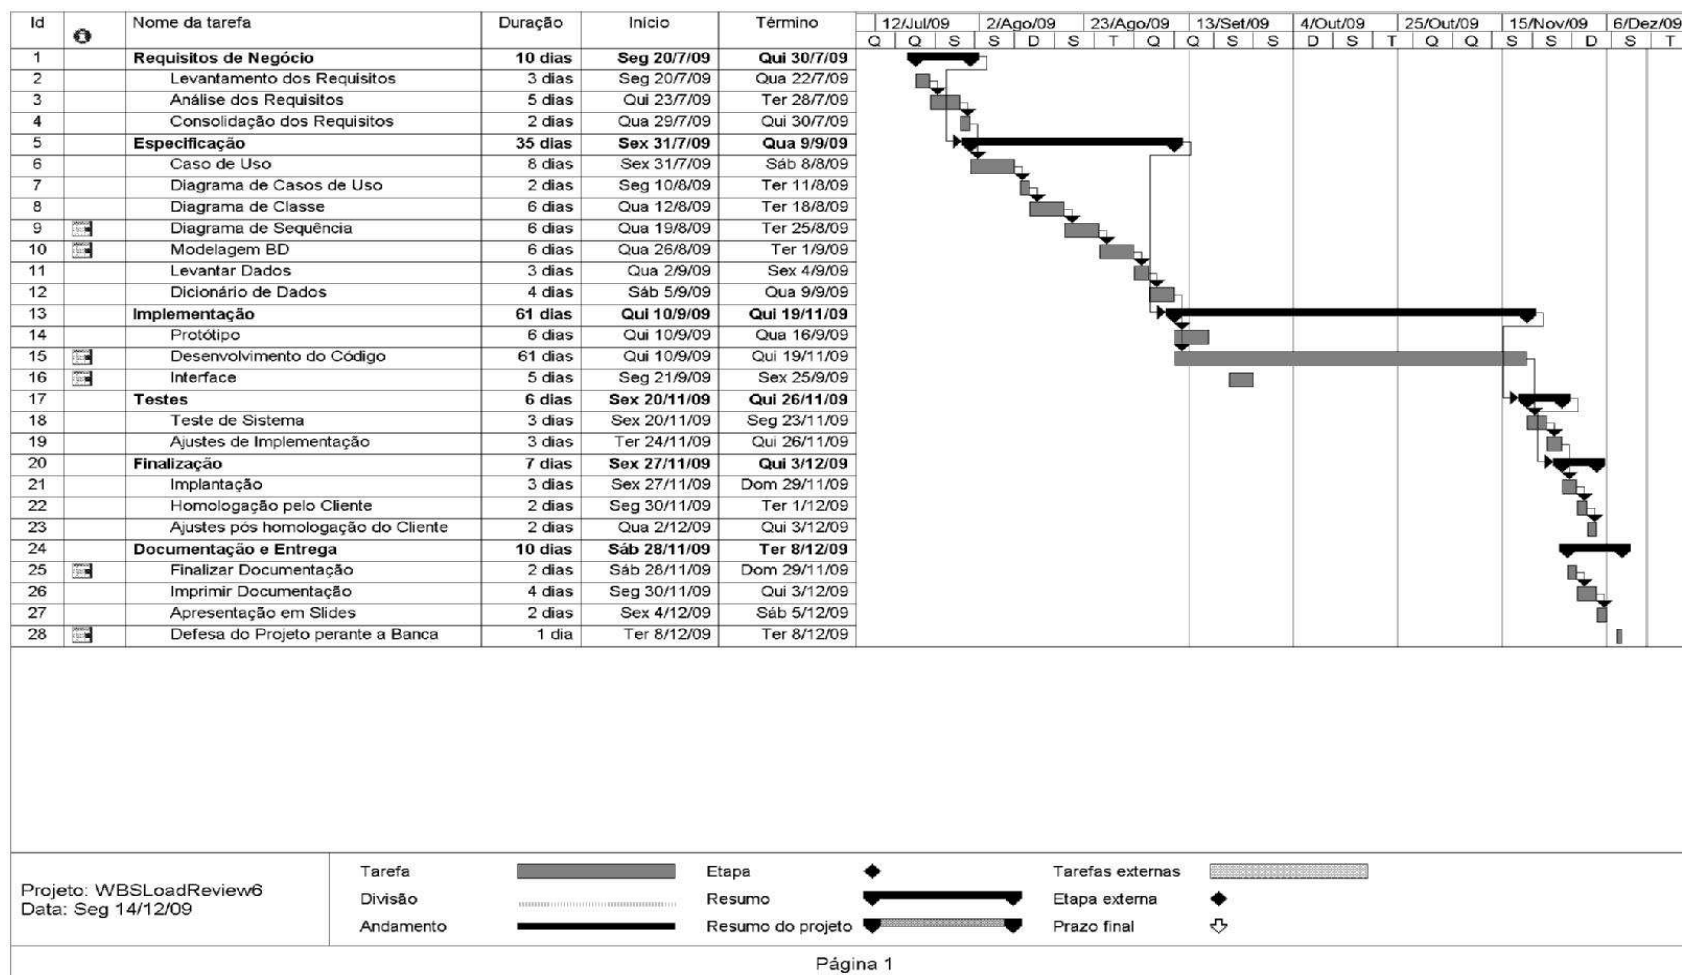 Id Nome da tarefa Duração Início Término 12/Jul/09 2/Ago/09 23/Ago/09 13/Set/09 4/Out/09 25/Out/09 15/Nov/09 6/Dez/09
Q Q S S D S T Q Q S S D S T Q Q S S D S T
1 Requisitos de Negócio 10 dias Seg 20/7/09 Qui 30/7/09
2 Levantamento dos Requisitos 3 dias Seg 20/7/09 Qua 22/7/09
3 Análise dos Requisitos 5 dias Qui 23/7/09 Ter 28/7/09
4 Consolidação dos Requisitos 2 dias Qua 29/7/09 Qui 30/7/09
5 Especificação 35 dias Sex 31/7/09 Qua 9/9/09
6 Caso de Uso 8 dias Sex 31/7/09 Sáb 8/8/09
7 Diagrama de Casos de Uso 2 dias Seg 10/8/09 Ter 11/8/09
8 Diagrama de Classe 6 dias Qua 12/8/09 Ter 18/8/09
9 Diagrama de Sequência 6 dias Qua 19/8/09 Ter 25/8/09
10 Modelagem BD 6 dias Qua 26/8/09 Ter 1/9/09
11 Levantar Dados 3 dias Qua 2/9/09 Sex 4/9/09
12 Dicionário de Dados 4 dias Sáb 5/9/09 Qua 9/9/09
13 Implementação 61 dias Qui 10/9/09 Qui 19/11/09
14 Protótipo 6 dias Qui 10/9/09 Qua 16/9/09
15 Desenvolvimento do Código 61 dias Qui 10/9/09 Qui 19/11/09
16 Interface 5 dias Seg 21/9/09 Sex 25/9/09
17 Testes 6 dias Sex 20/11/09 Qui 26/11/09
18 Teste de Sistema 3 dias Sex 20/11/09 Seg 23/11/09
19 Ajustes de Implementação 3 dias Ter 24/11/09 Qui 26/11/09
20 Finalização 7 dias Sex 27/11/09 Qui 3/12/09
21 Implantação 3 dias Sex 27/11/09 Dom 29/11/09
22 Homologação pelo Cliente 2 dias Seg 30/11/09 Ter 1/12/09
23 Ajustes pós homologação do Cliente 2 dias Qua 2/12/09 Qui 3/12/09
24 Documentação e Entrega 10 dias Sáb 28/11/09 Ter 8/12/09
25 Finalizar Documentação 2 dias Sáb 28/11/09 Dom 29/11/09
26 Imprimir Documentação 4 dias Seg 30/11/09 Qui 3/12/09
27 Apresentação em Slides 2 dias Sex 4/12/09 Sáb 5/12/09
28 Defesa do Projeto perante a Banca 1 dia Ter 8/12/09 Ter 8/12/09
Projeto: WBSLoadReview6
Data: Seg 14/12/09
Tarefa Etapa Tarefas externas
Divisão Resumo Etapa externa
Andamento Resumo do projeto Prazo final
Página 1